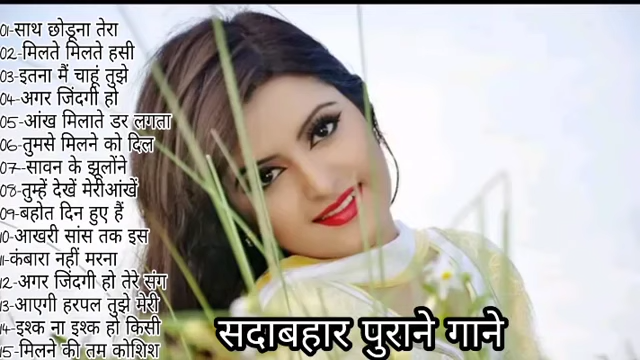 01-साथ छोडूना तेरा
02-मिलते मिलते हसी
03-इतना मैं चाहूं तुझे
04-अगर जिंदगी हो
05-आंख मिलाते डर लगता
06-तुमसे मिलने को दिल
07-सावन के झूलोंने
08-तुम्हें देखें मेरीआंखें
09-बहोत दिन हुए हैं
10-आखरी सांस तक इस
11-कंबारा नहीं मरना
12-अगर जिंदगी हो तेरे संग
13-आएगी हरपल तुझे मेरी
14-इश्क ना इश्क हो किसी
15-मिलने की तुम कोशिश
सदाबहार पुराने गाने